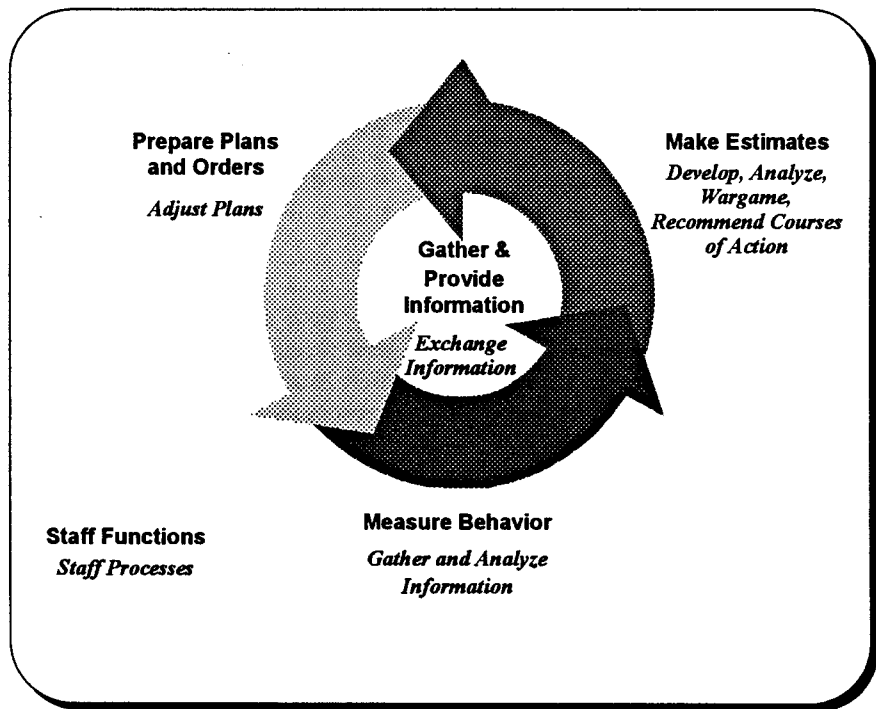 Prepare Plans
and Orders
Adjust Plans
Make Estimates
Develop, Analyze,
Wargame,
Recommend Courses
of Action
Gather &
Provide
Information
Exchange
Information
Measure Behavior
Gather and Analyze
Information
Staff Functions
Staff Processes